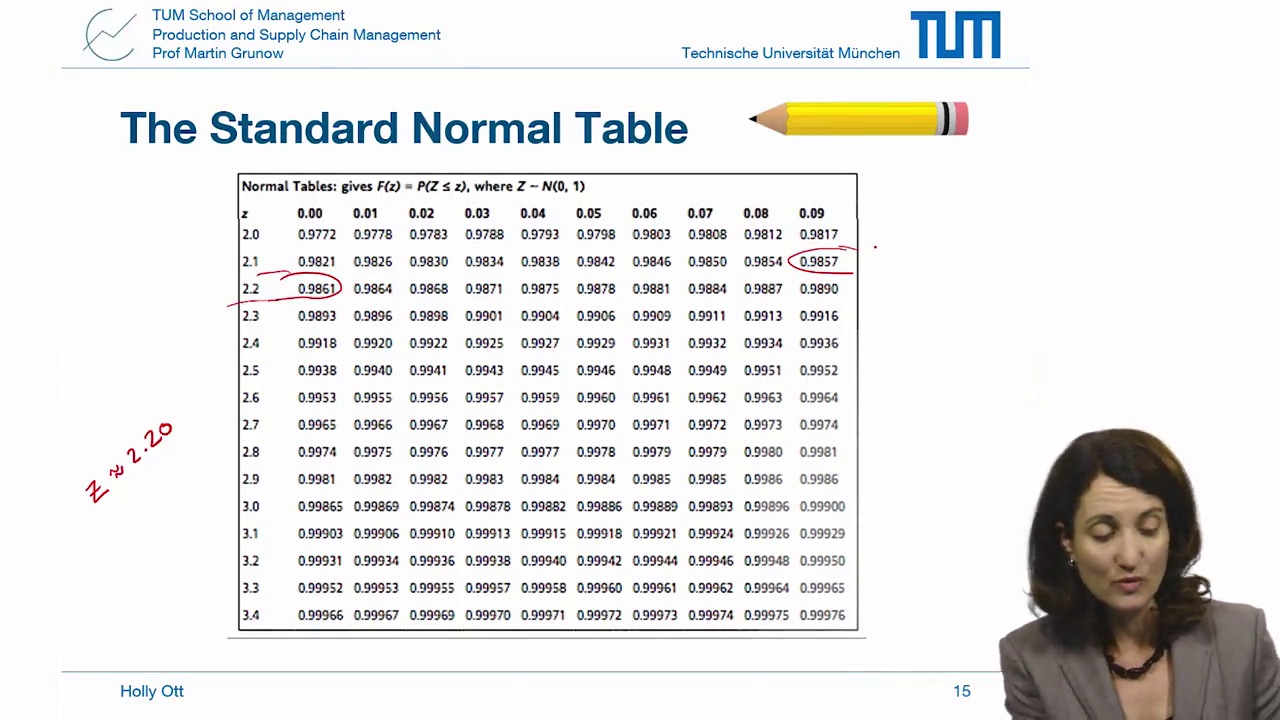 TUM School of Management
Production and Supply Chain Management
Prof Martin Grunow
Technische Universität München
TUM
The Standard Normal Table
Normal Tables: gives F(z) = P(Z ≤ z), where Z ~ N(0, 1)
z 0.00 0.01 0.02 0.03 0.04 0.05 0.06 0.07 0.08 0.09
2.0 0.9772 0.9778 0.9783 0.9788 0.9793 0.9798 0.9803 0.9808 0.9812 0.9817
2.1 0.9821 0.9826 0.9830 0.9834 0.9838 0.9842 0.9846 0.9850 0.9854 0.9857
2.2 0.9861 0.9864 0.9868 0.9871 0.9875 0.9878 0.9881 0.9884 0.9887 0.9890
2.3 0.9893 0.9896 0.9898 0.9901 0.9904 0.9906 0.9909 0.9911 0.9913 0.9916
2.4 0.9918 0.9920 0.9922 0.9925 0.9927 0.9929 0.9931 0.9932 0.9934 0.9936
2.5 0.9938 0.9940 0.9941 0.9943 0.9945 0.9946 0.9948 0.9949 0.9951 0.9952
2.6 0.9953 0.9955 0.9956 0.9957 0.9959 0.9960 0.9961 0.9962 0.9963 0.9964
2.7 0.9965 0.9966 0.9967 0.9968 0.9969 0.9970 0.9971 0.9972 0.9973 0.9974
2.8 0.9974 0.9975 0.9976 0.9977 0.9977 0.9978 0.9979 0.9979 0.9980 0.9981
2.9 0.9981 0.9982 0.9982 0.9983 0.9984 0.9984 0.9985 0.9985 0.9986 0.9986
3.0 0.99865 0.99869 0.99874 0.99878 0.99882 0.99886 0.99889 0.99893 0.99896 0.99900
3.1 0.99903 0.99906 0.99910 0.99913 0.99915 0.99918 0.99921 0.99924 0.99926 0.99929
3.2 0.99931 0.99934 0.99936 0.99938 0.99940 0.99942 0.99944 0.99946 0.99948 0.99950
3.3 0.99952 0.99953 0.99955 0.99957 0.99958 0.99960 0.99961 0.99962 0.99964 0.99965
3.4 0.99966 0.99967 0.99969 0.99970 0.99971 0.99972 0.99973 0.99974 0.99975 0.99976
Z ≈ 2.20
Holly Ott
15